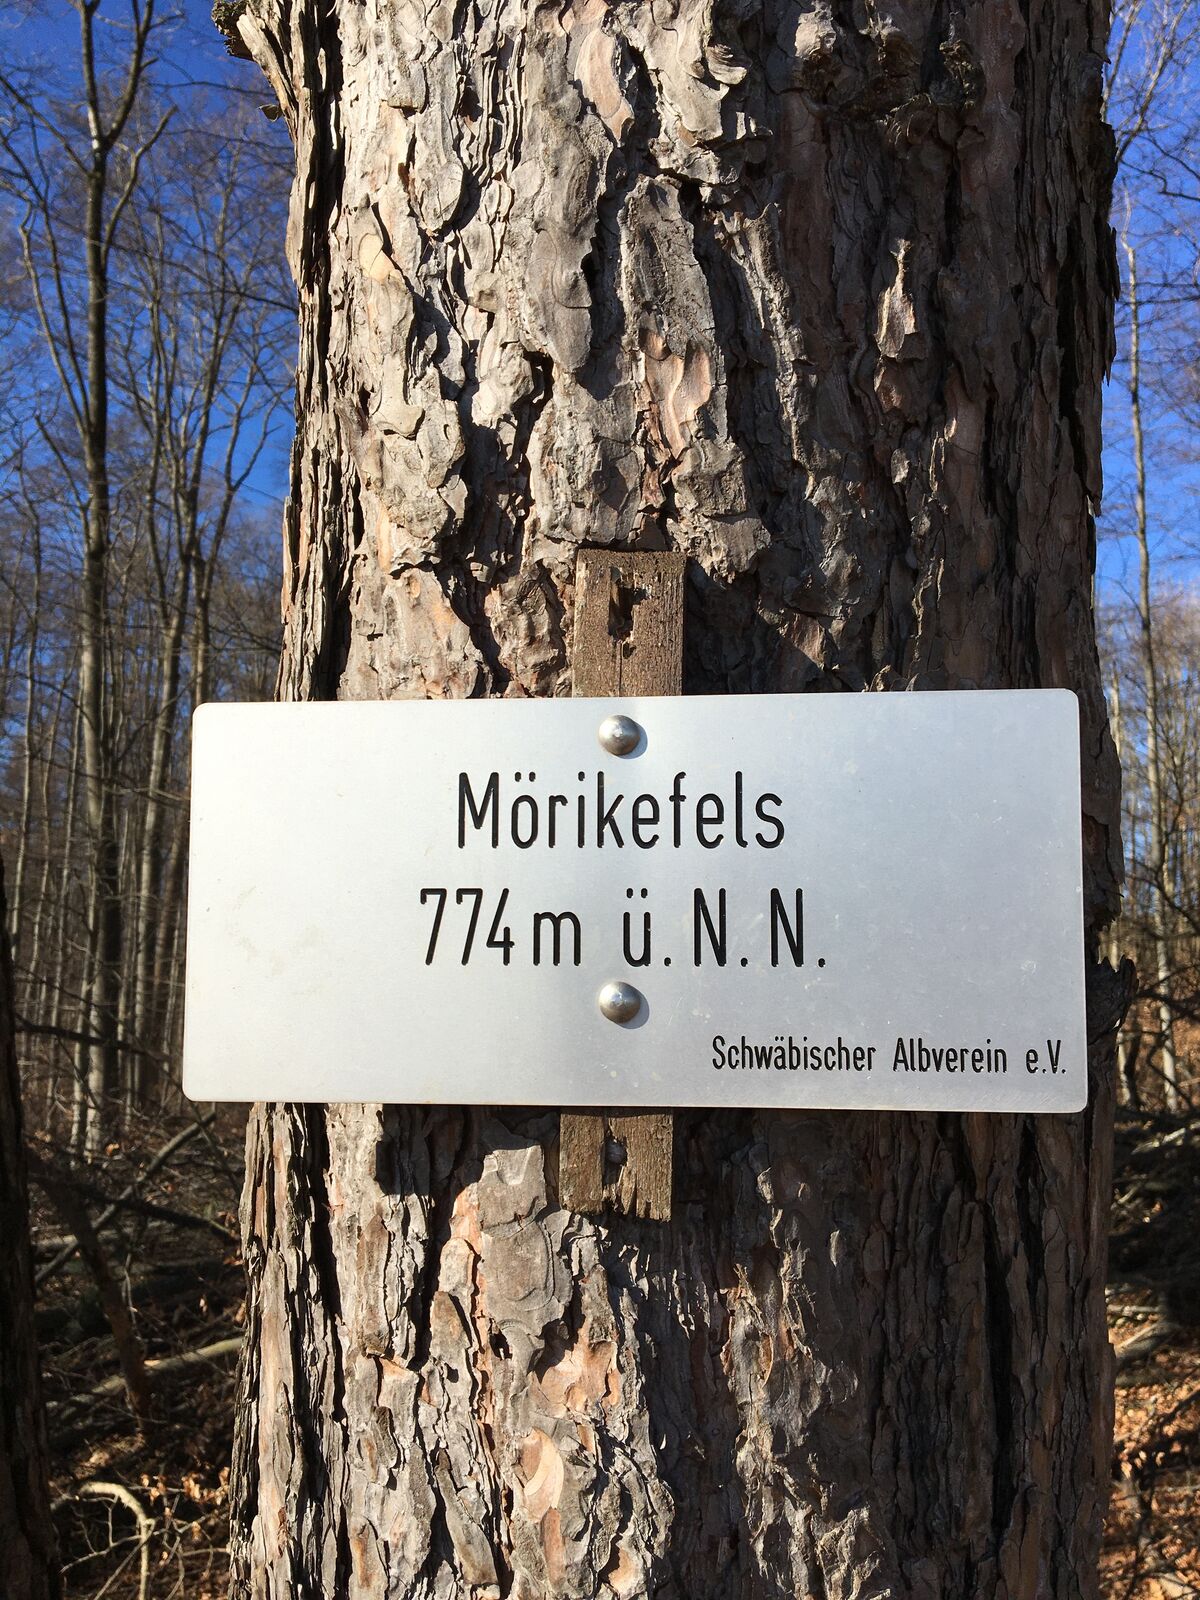 Mörikefels
774m ü. N. N.
Schwäbischer Albverein e.V.